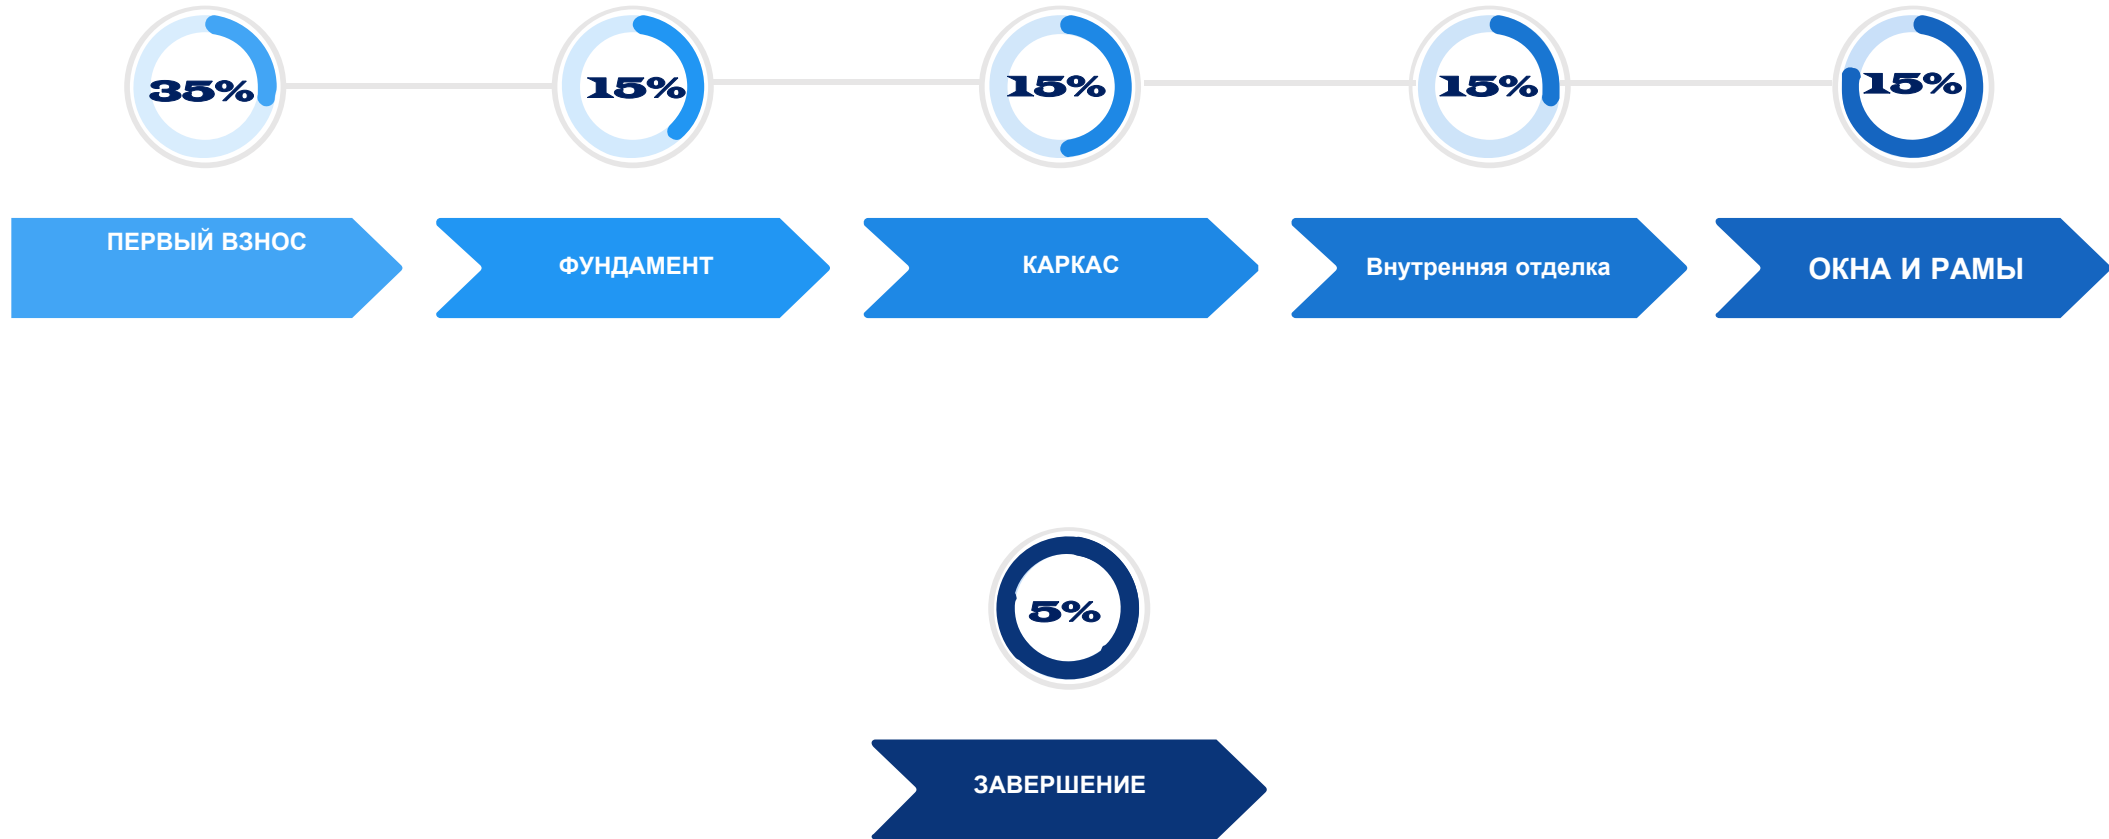 35%
15%
15%
15%
15%
ПЕРВЫЙ ВЗНОС
ФУНДАМЕНТ
КАРКАС
Внутренняя отделка
ОКНА И РАМЫ
5%
ЗАВЕРШЕНИЕ